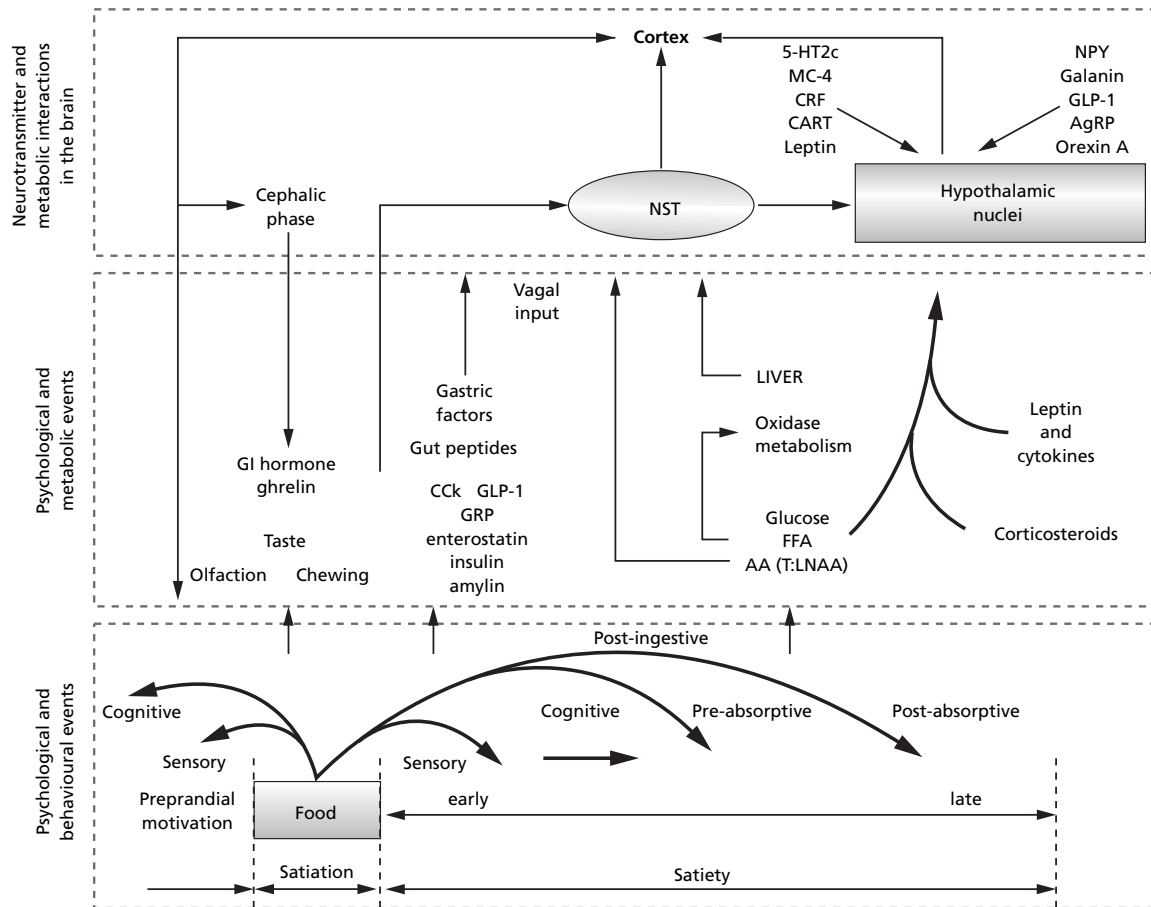 Neurotransmitter and
metabolic interactions
in the brain
Cortex
5-HT2c
MC-4
CRF
CART
Leptin
NPY
Galanin
GLP-1
AgRP
Orexin A
Cephalic
phase
NST
Hypothalamic
nuclei
Psychological and
metabolic events
Vagal
input
Gastric
factors
Gut peptides
LIVER
Oxidase
metabolism
Leptin
and
cytokines
GI hormone
ghrelin
CCk GLP-1
GRP
enterostatin
insulin
amylin
Glucose
FFA
AA (T:LNAA)
Corticosteroids
Taste
Olfaction Chewing
Psychological and
behavioural events
Post-ingestive
Cognitive
Sensory
Sensory
Cognitive
Pre-absorptive
Post-absorptive
Preprandial
motivation
Food
early
late
Satiation
Satiety